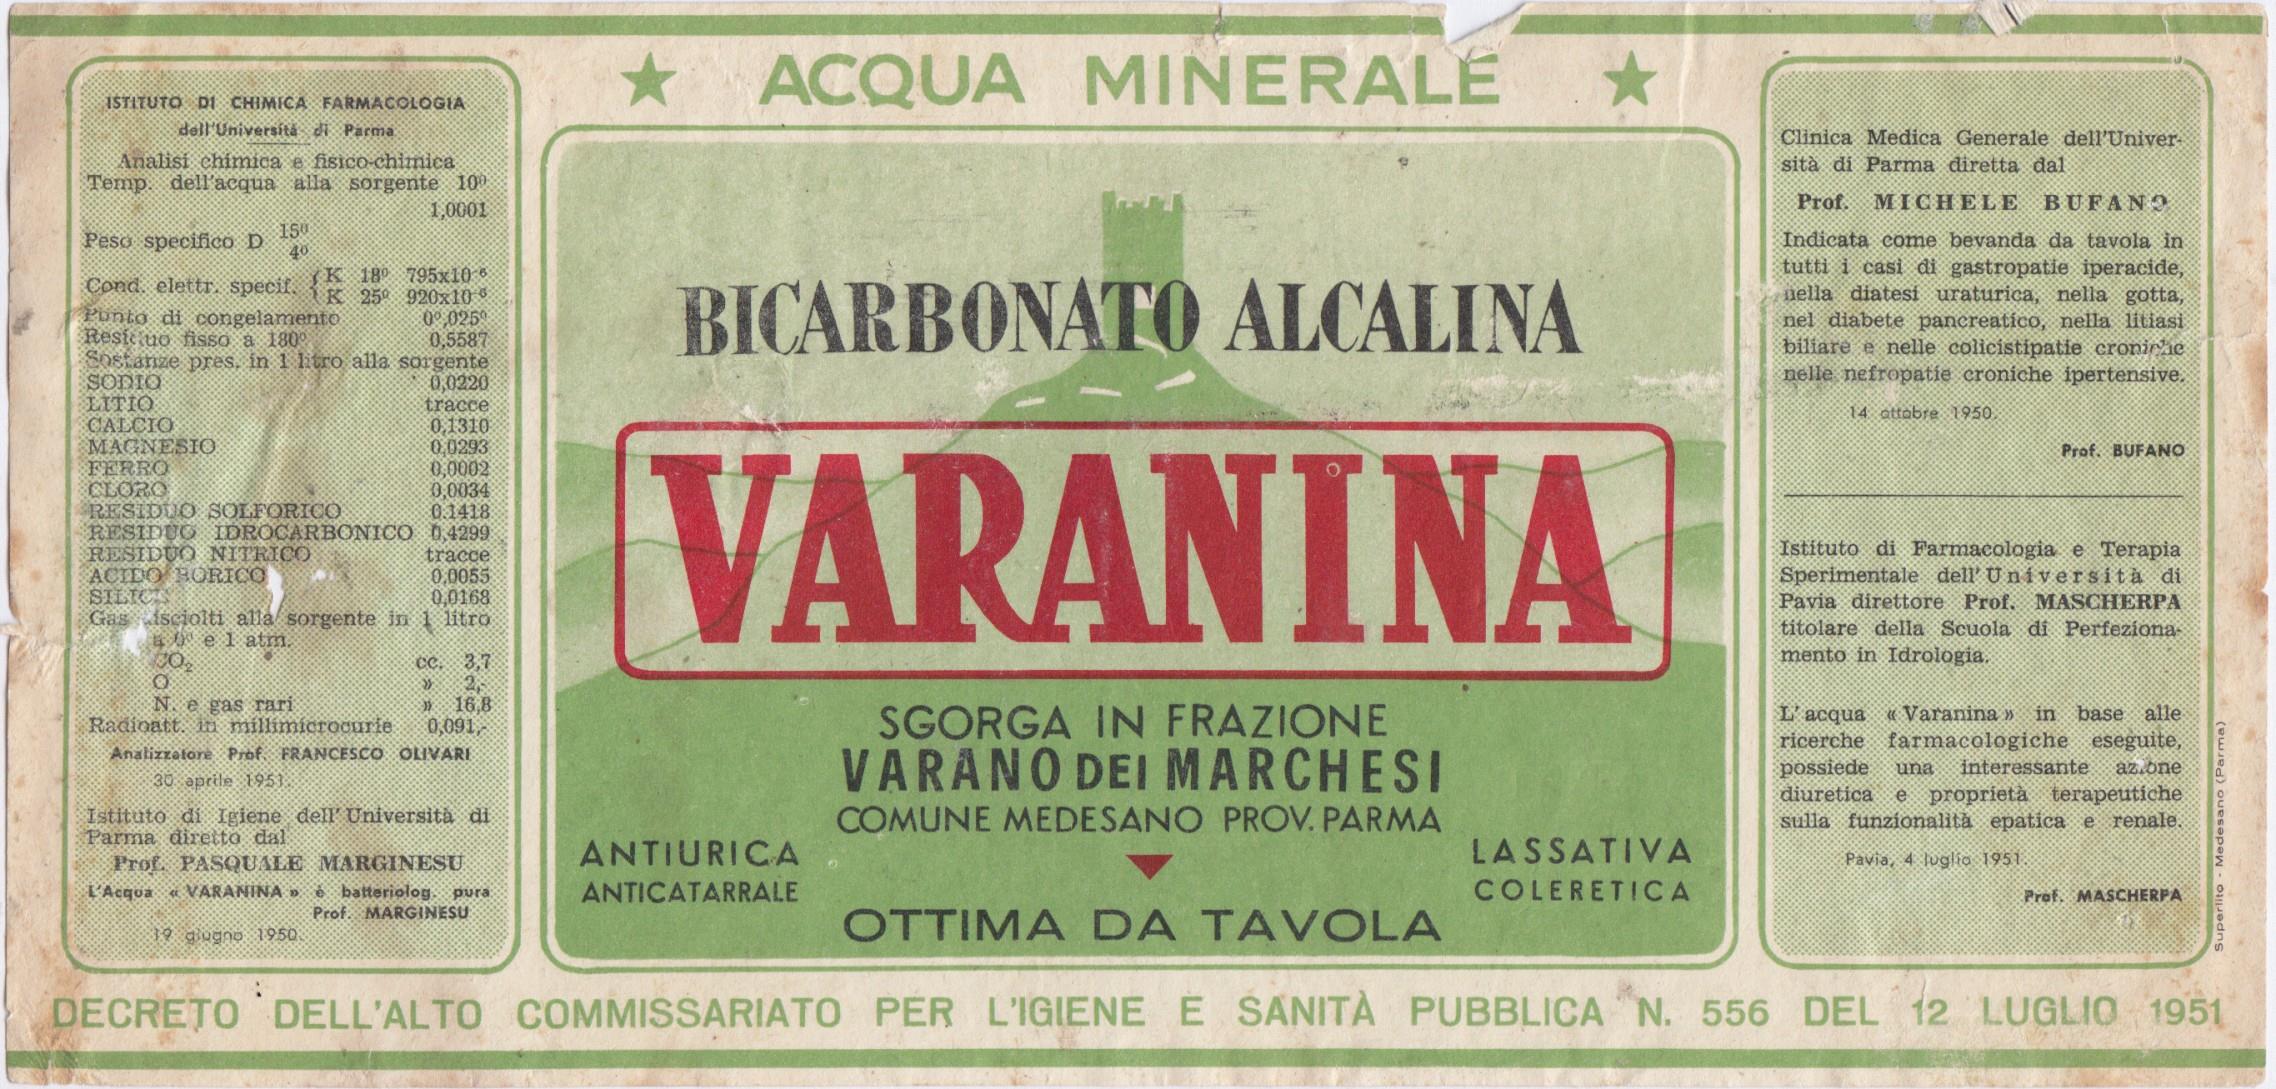 ★ ACQUA MINERALE ★
ISTITUTO DI CHIMICA FARMACOLOGIA
dell'Università di Parma
Analisi chimica e fisico-chimica
Temp. dell'acqua alla sorgente 10⁰
1,0001
Peso specifico D 15⁰
4⁰
Cond. elettr. specif. { K 18⁰ 795x10⁻⁶
K 25⁰ 920x10⁻⁶
Punto di congelamento 0⁰,025⁰
Residuo fisso a 180⁰ 0,5587
Sostanze pres. in 1 litro alla sorgente
SODIO 0,0220
LITIO tracce
CALCIO 0,1310
MAGNESIO 0,0293
FERRO 0,0002
CLORO 0,0034
RESIDUO SOLFORICO 0.1418
RESIDUO IDROCARBONICO 0,4299
RESIDUO NITRICO tracce
ACIDO BORICO 0,0055
SILICE 0,0168
Gas disciolti alla sorgente in 1 litro
a 0⁰ e 1 atm.
CO₂ cc. 3,7
O » 2,-
N. e gas rari » 16,8
Radioatt. in millimicrocurie 0,091,-
Analizzatore Prof. FRANCESCO OLIVARI
30 aprile 1951.
Istituto di Igiene dell'Università di
Parma diretto dal
Prof. PASQUALE MARGINESU
L'Acqua « VARANINA » è batteriolog. pura
Prof. MARGINESU
19 giugno 1950.
BICARBONATO ALCALINA
VARANINA
SGORGA IN FRAZIONE
VARANO DEI MARCHESI
COMUNE MEDESANO PROV. PARMA
ANTIURICA
ANTICATARRALE
LASSATIVA
COLERETICA
OTTIMA DA TAVOLA
Clinica Medica Generale dell'Univer-
sità di Parma diretta dal
Prof. MICHELE BUFANO
Indicata come bevanda da tavola in
tutti i casi di gastropatie iperacide,
nella diatesi uraturica, nella gotta,
nel diabete pancreatico, nella litiasi
biliare e nelle colicistipatie croniche
nelle nefropatie croniche ipertensive.
14 ottobre 1950.
Prof. BUFANO
Istituto di Farmacologia e Terapia
Sperimentale dell'Università di
Pavia direttore Prof. MASCHERPA
titolare della Scuola di Perfeziona-
mento in Idrologia.
L'acqua « Varanina » in base alle
ricerche farmacologiche eseguite,
possiede una interessante azione
diuretica e proprietà terapeutiche
sulla funzionalità epatica e renale.
Pavia, 4 luglio 1951.
Prof. MASCHERPA
Superlito - Medesano (Parma)
DECRETO DELL'ALTO COMMISSARIATO PER L'IGIENE E SANITÀ PUBBLICA N. 556 DEL 12 LUGLIO 1951